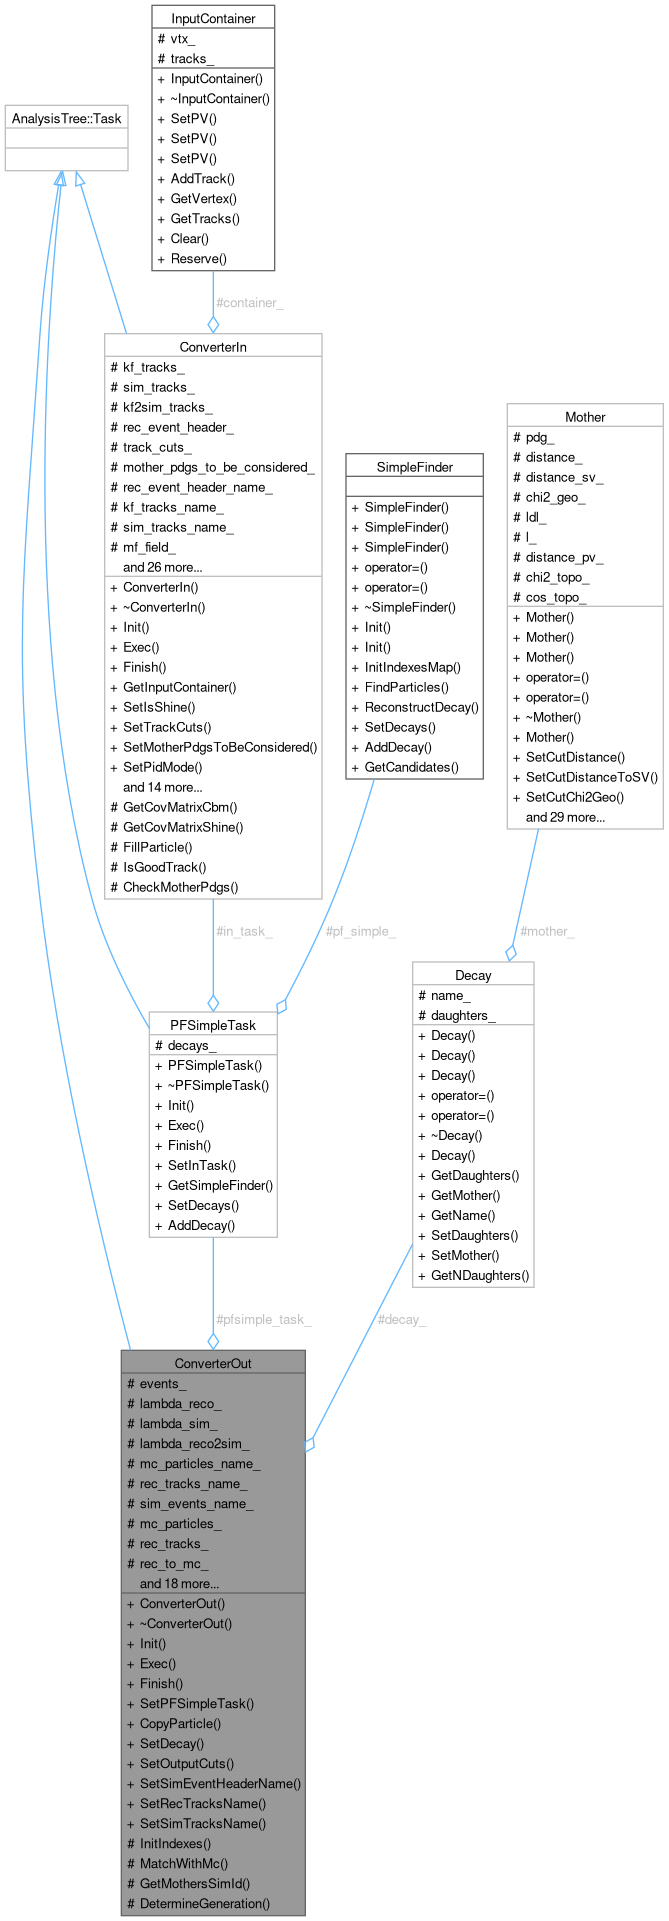 InputContainer
# vtx_
# tracks_
+ InputContainer()
+ ~InputContainer()
+ SetPV()
+ SetPV()
+ SetPV()
+ AddTrack()
+ GetVertex()
+ GetTracks()
+ Clear()
+ Reserve()
AnalysisTree::Task
#container_
ConverterIn
# kf_tracks_
# sim_tracks_
# kf2sim_tracks_
# rec_event_header_
# track_cuts_
# mother_pdgs_to_be_considered_
# rec_event_header_name_
# kf_tracks_name_
# sim_tracks_name_
# mf_field_
and 26 more...
+ ConverterIn()
+ ~ConverterIn()
+ Init()
+ Exec()
+ Finish()
+ GetInputContainer()
+ SetIsShine()
+ SetTrackCuts()
+ SetMotherPdgsToBeConsidered()
+ SetPidMode()
and 14 more...
# GetCovMatrixCbm()
# GetCovMatrixShine()
# FillParticle()
# IsGoodTrack()
# CheckMotherPdgs()
SimpleFinder
+ SimpleFinder()
+ SimpleFinder()
+ SimpleFinder()
+ operator=()
+ operator=()
+ ~SimpleFinder()
+ Init()
+ Init()
+ InitIndexesMap()
+ FindParticles()
+ ReconstructDecay()
+ SetDecays()
+ AddDecay()
+ GetCandidates()
Mother
# pdg_
# distance_
# distance_sv_
# chi2_geo_
# ldl_
# l_
# distance_pv_
# chi2_topo_
# cos_topo_
+ Mother()
+ Mother()
+ Mother()
+ operator=()
+ operator=()
+ ~Mother()
+ Mother()
+ SetCutDistance()
+ SetCutDistanceToSV()
+ SetCutChi2Geo()
and 29 more...
#in_task_
#pf_simple_
#mother_
PFSimpleTask
# decays_
+ PFSimpleTask()
+ ~PFSimpleTask()
+ Init()
+ Exec()
+ Finish()
+ SetInTask()
+ GetSimpleFinder()
+ SetDecays()
+ AddDecay()
Decay
# name_
# daughters_
+ Decay()
+ Decay()
+ Decay()
+ operator=()
+ operator=()
+ ~Decay()
+ Decay()
+ GetDaughters()
+ GetMother()
+ GetName()
+ SetDaughters()
+ SetMother()
+ GetNDaughters()
#pfsimple_task_
#decay_
ConverterOut
# events_
# lambda_reco_
# lambda_sim_
# lambda_reco2sim_
# mc_particles_name_
# rec_tracks_name_
# sim_events_name_
# mc_particles_
# rec_tracks_
# rec_to_mc_
and 18 more...
+ ConverterOut()
+ ~ConverterOut()
+ Init()
+ Exec()
+ Finish()
+ SetPFSimpleTask()
+ CopyParticle()
+ SetDecay()
+ SetOutputCuts()
+ SetSimEventHeaderName()
+ SetRecTracksName()
+ SetSimTracksName()
# InitIndexes()
# MatchWithMc()
# GetMothersSimId()
# DetermineGeneration()